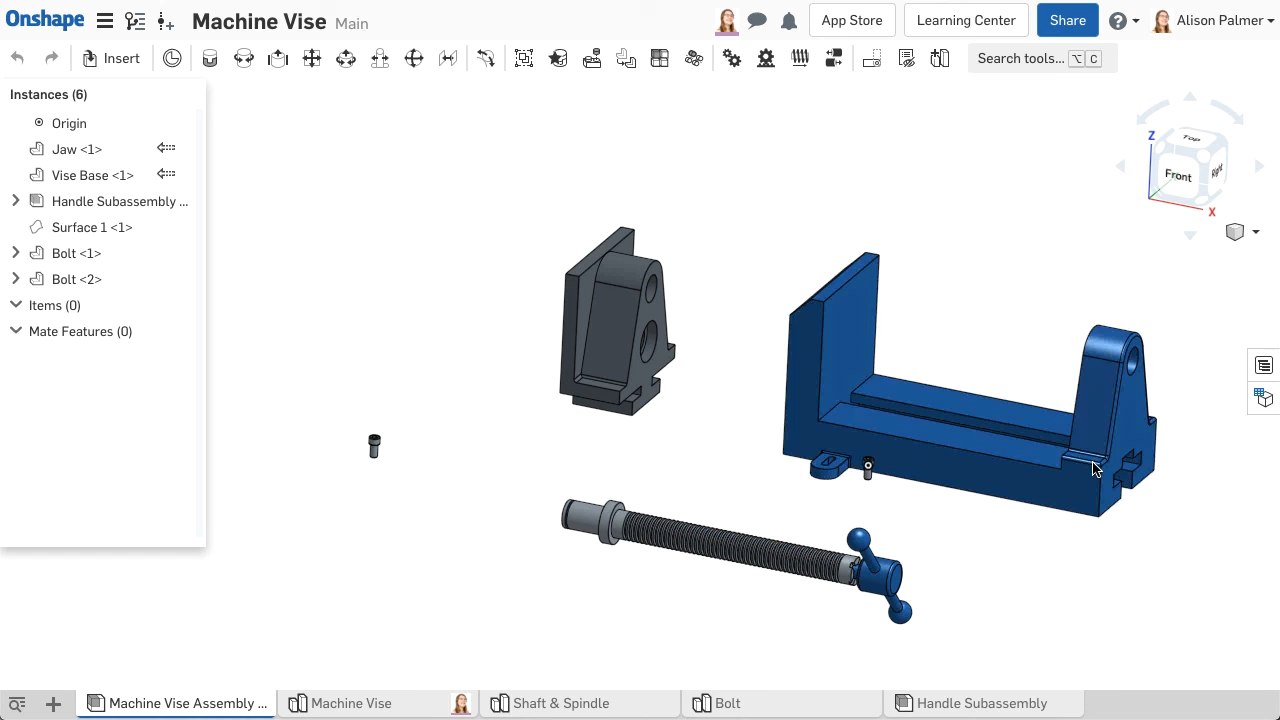 Onshape
Machine Vise Main
App Store
Learning Center
Share
Alison Palmer
Insert
Search tools... ⌥ C
Instances (6)
Origin
Jaw <1>
Vise Base <1>
Handle Subassembly ...
Surface 1 <1>
Bolt <1>
Bolt <2>
Items (0)
Mate Features (0)
Z
Top
Front
Right
X
Machine Vise Assembly ...
Machine Vise
Shaft & Spindle
Bolt
Handle Subassembly